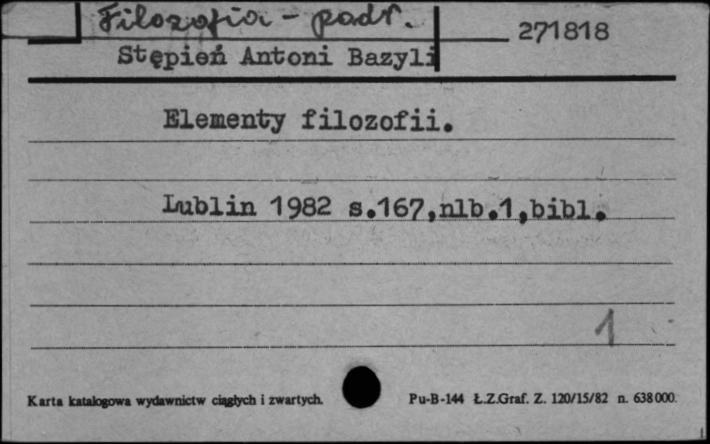 Filozofia - podr.
271818
Stępień Antoni Bazyli
Elementy filozofii.
Lublin 1982 s.167,nlb.1,bibl.
1
Karta katalogowa wydawnictw ciągłych i zwartych. Pu-B-144 Ł.Z.Graf. Z. 120/15/82 n. 638000.